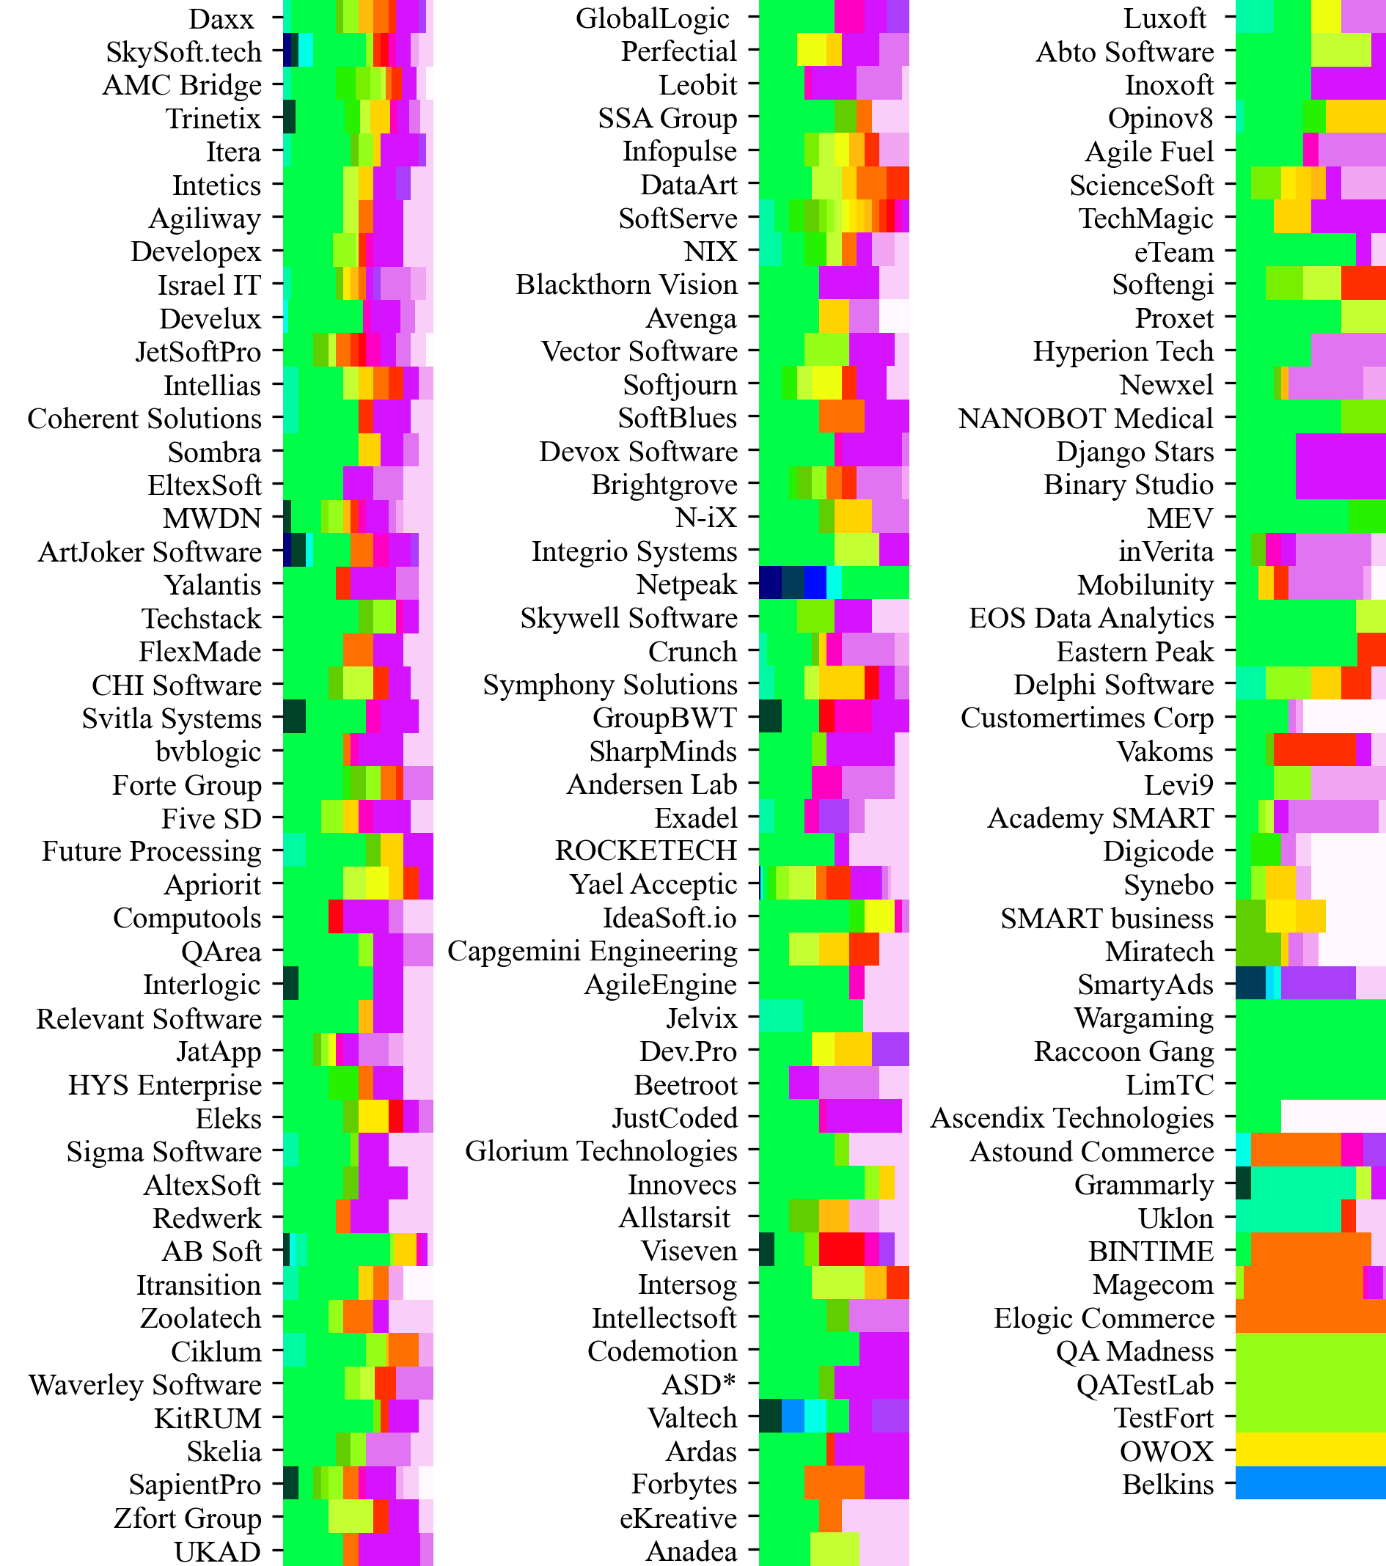 Daxx
SkySoft.tech
AMC Bridge
Trinetix
Itera
Intetics
Agiliway
Developex
Israel IT
Develux
JetSoftPro
Intellias
Coherent Solutions
Sombra
EltexSoft
MWDN
ArtJoker Software
Yalantis
Techstack
FlexMade
CHI Software
Svitla Systems
bvblogic
Forte Group
Five SD
Future Processing
Apriorit
Computools
QArea
Interlogic
Relevant Software
JatApp
HYS Enterprise
Eleks
Sigma Software
AltexSoft
Redwerk
AB Soft
Itransition
Zoolatech
Ciklum
Waverley Software
KitRUM
Skelia
SapientPro
Zfort Group
UKAD
GlobalLogic
Perfectial
Leobit
SSA Group
Infopulse
DataArt
SoftServe
NIX
Blackthorn Vision
Avenga
Vector Software
Softjourn
SoftBlues
Devox Software
Brightgrove
N-iX
Integrio Systems
Netpeak
Skywell Software
Crunch
Symphony Solutions
GroupBWT
SharpMinds
Andersen Lab
Exadel
ROCKETECH
Yael Acceptic
IdeaSoft.io
Capgemini Engineering
AgileEngine
Jelvix
Dev.Pro
Beetroot
JustCoded
Glorium Technologies
Innovecs
Allstarsit
Viseven
Intersog
Intellectsoft
Codemotion
ASD*
Valtech
Ardas
Forbytes
eKreative
Anadea
Luxoft
Abto Software
Inoxoft
Opinov8
Agile Fuel
ScienceSoft
TechMagic
eTeam
Softengi
Proxet
Hyperion Tech
Newxel
NANOBOT Medical
Django Stars
Binary Studio
MEV
inVerita
Mobilunity
EOS Data Analytics
Eastern Peak
Delphi Software
Customertimes Corp
Vakoms
Levi9
Academy SMART
Digicode
Synebo
SMART business
Miratech
SmartyAds
Wargaming
Raccoon Gang
LimTC
Ascendix Technologies
Astound Commerce
Grammarly
Uklon
BINTIME
Magecom
Elogic Commerce
QA Madness
QATestLab
TestFort
OWOX
Belkins